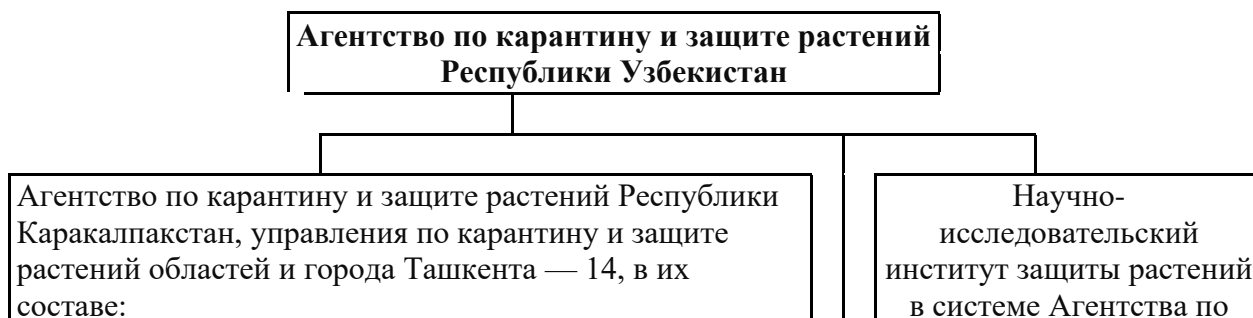 Агентство по карантину и защите растений
Республики Узбекистан
Агентство по карантину и защите растений Республики
Каракалпакстан, управления по карантину и защите
растений областей и города Ташкента — 14, в их
составе:
Научно-
исследовательский
институт защиты растений
в системе Агентства по